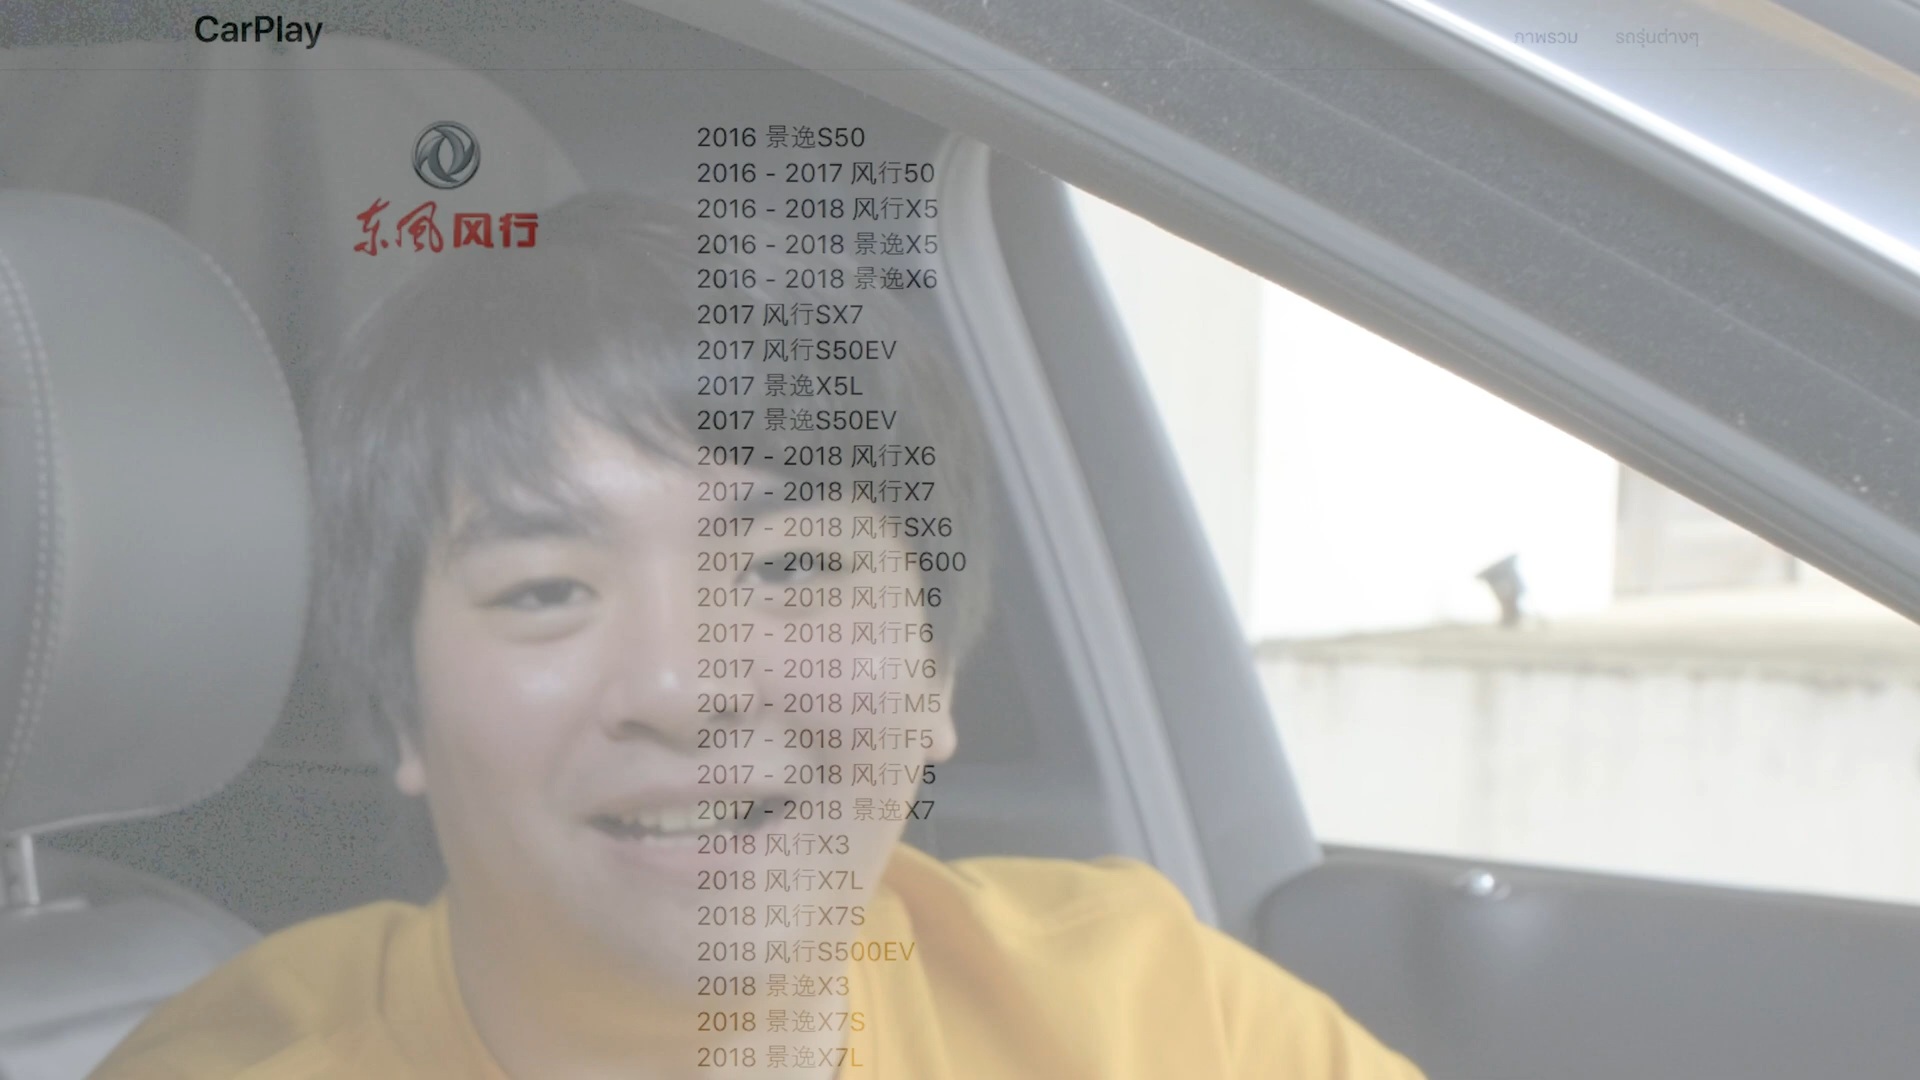 CarPlay
ภาพรวม รถรุ่นต่างๆ
东风风行
2016 景逸S50
2016 - 2017 风行50
2016 - 2018 风行X5
2016 - 2018 景逸X5
2016 - 2018 景逸X6
2017 风行SX7
2017 风行S50EV
2017 景逸X5L
2017 景逸S50EV
2017 - 2018 风行X6
2017 - 2018 风行X7
2017 - 2018 风行SX6
2017 - 2018 风行F600
2017 - 2018 风行M6
2017 - 2018 风行F6
2017 - 2018 风行V6
2017 - 2018 风行M5
2017 - 2018 风行F5
2017 - 2018 风行V5
2017 - 2018 景逸X7
2018 风行X3
2018 风行X7L
2018 风行X7S
2018 风行S500EV
2018 景逸X3
2018 景逸X7S
2018 景逸X7L